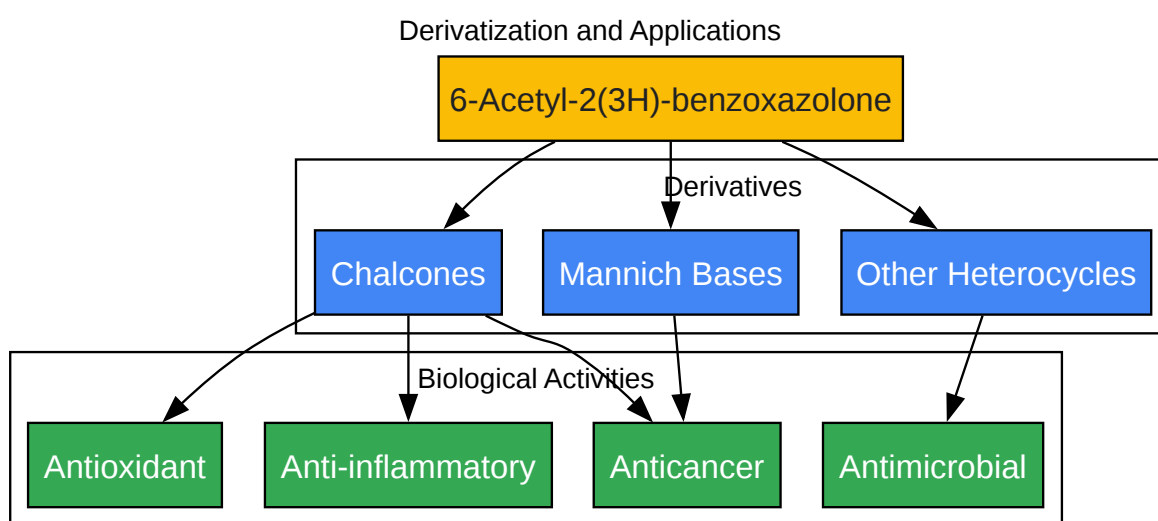 Derivatization and Applications
6-Acetyl-2(3H)-benzoxazolone
Derivatives
Chalcones
Mannich Bases
Other Heterocycles
Biological Activities
Antioxidant
Anti-inflammatory
Anticancer
Antimicrobial